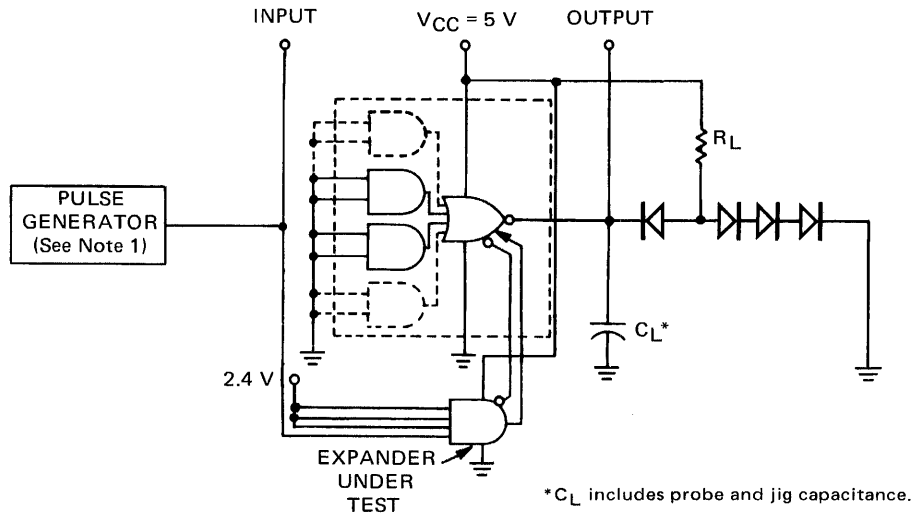 INPUT
VCC = 5 V
OUTPUT
RL
PULSE
GENERATOR
(See Note 1)
CL*
2.4 V
EXPANDER
UNDER
TEST
*CL includes probe and jig capacitance.